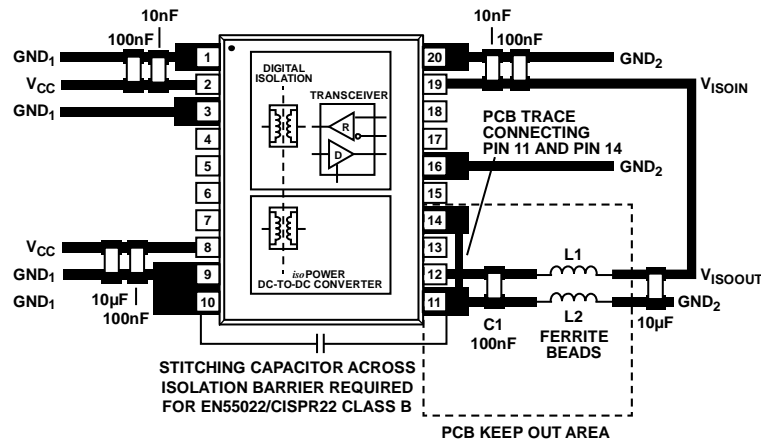 10nF
100nF
GND1
VCC
GND1
1
2
3
4
5
6
7
8
9
10
VCC
GND1
GND1
10µF
100nF
DIGITAL
ISOLATION
TRANSCEIVER
R
D
isoPOWER
DC-TO-DC CONVERTER
20
19
18
17
16
15
14
13
12
11
10nF
100nF
GND2
VISOIN
PCB TRACE
CONNECTING
PIN 11 AND PIN 14
GND2
L1
VISOOUT
GND2
C1
100nF
L2
FERRITE
BEADS
10µF
STITCHING CAPACITOR ACROSS
ISOLATION BARRIER REQUIRED
FOR EN55022/CISPR22 CLASS B
PCB KEEP OUT AREA